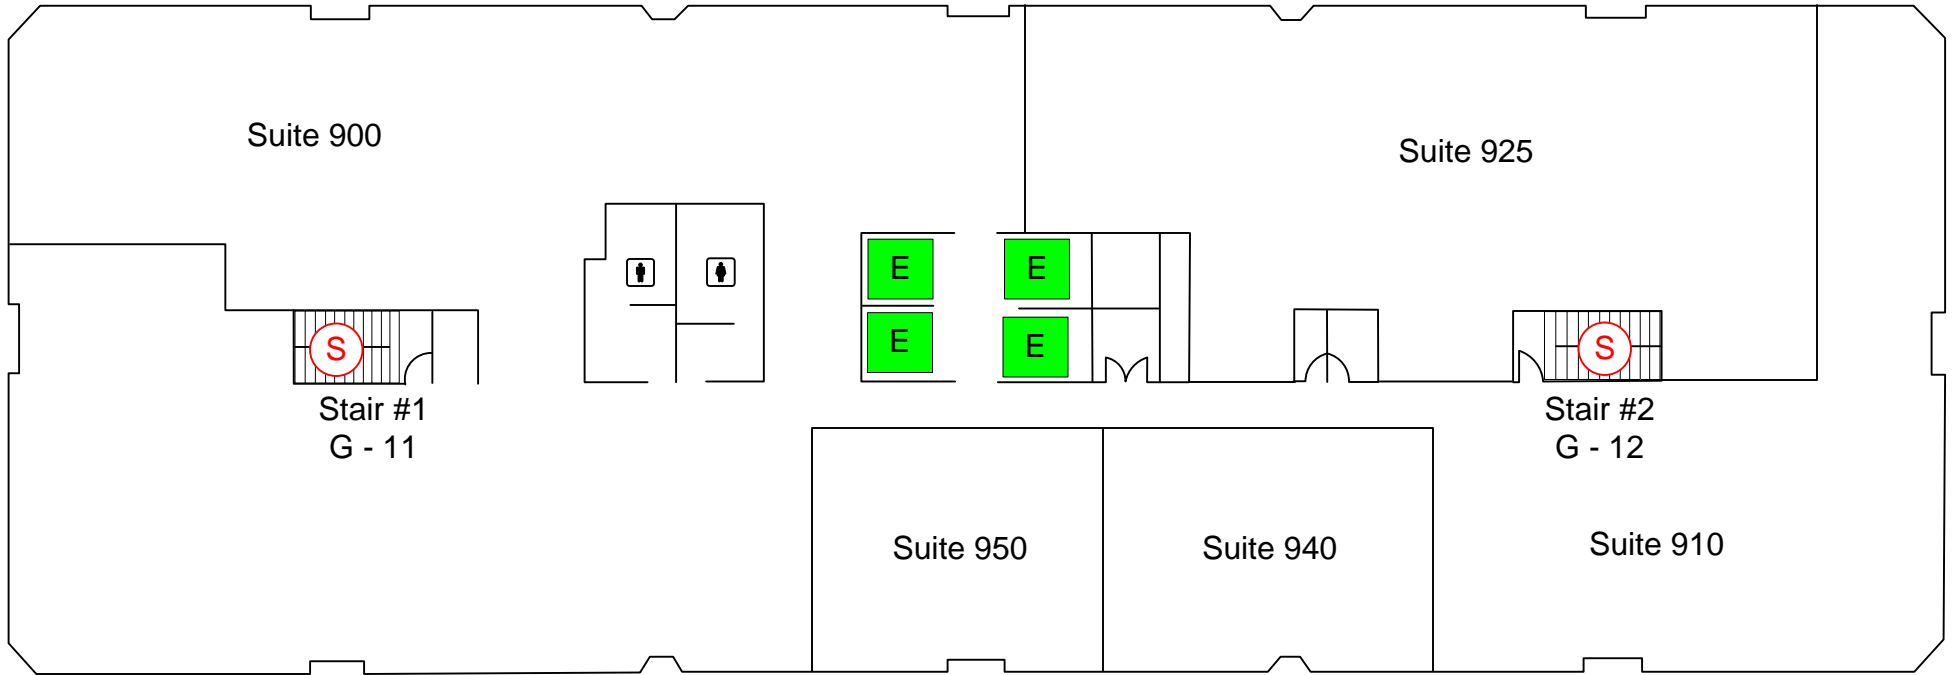 Suite 900
Suite 925
E
E
E
E
S
S
Stair #1
G - 11
Stair #2
G - 12
Suite 950
Suite 940
Suite 910